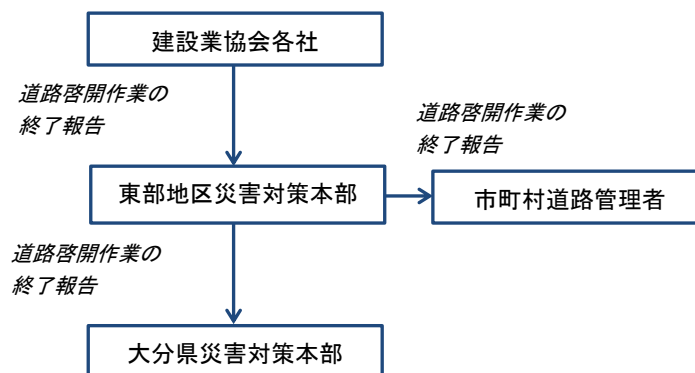 建設業協会各社
道路啓開作業の
終了報告
道路啓開作業の
終了報告
東部地区災害対策本部
市町村道路管理者
道路啓開作業の
終了報告
大分県災害対策本部